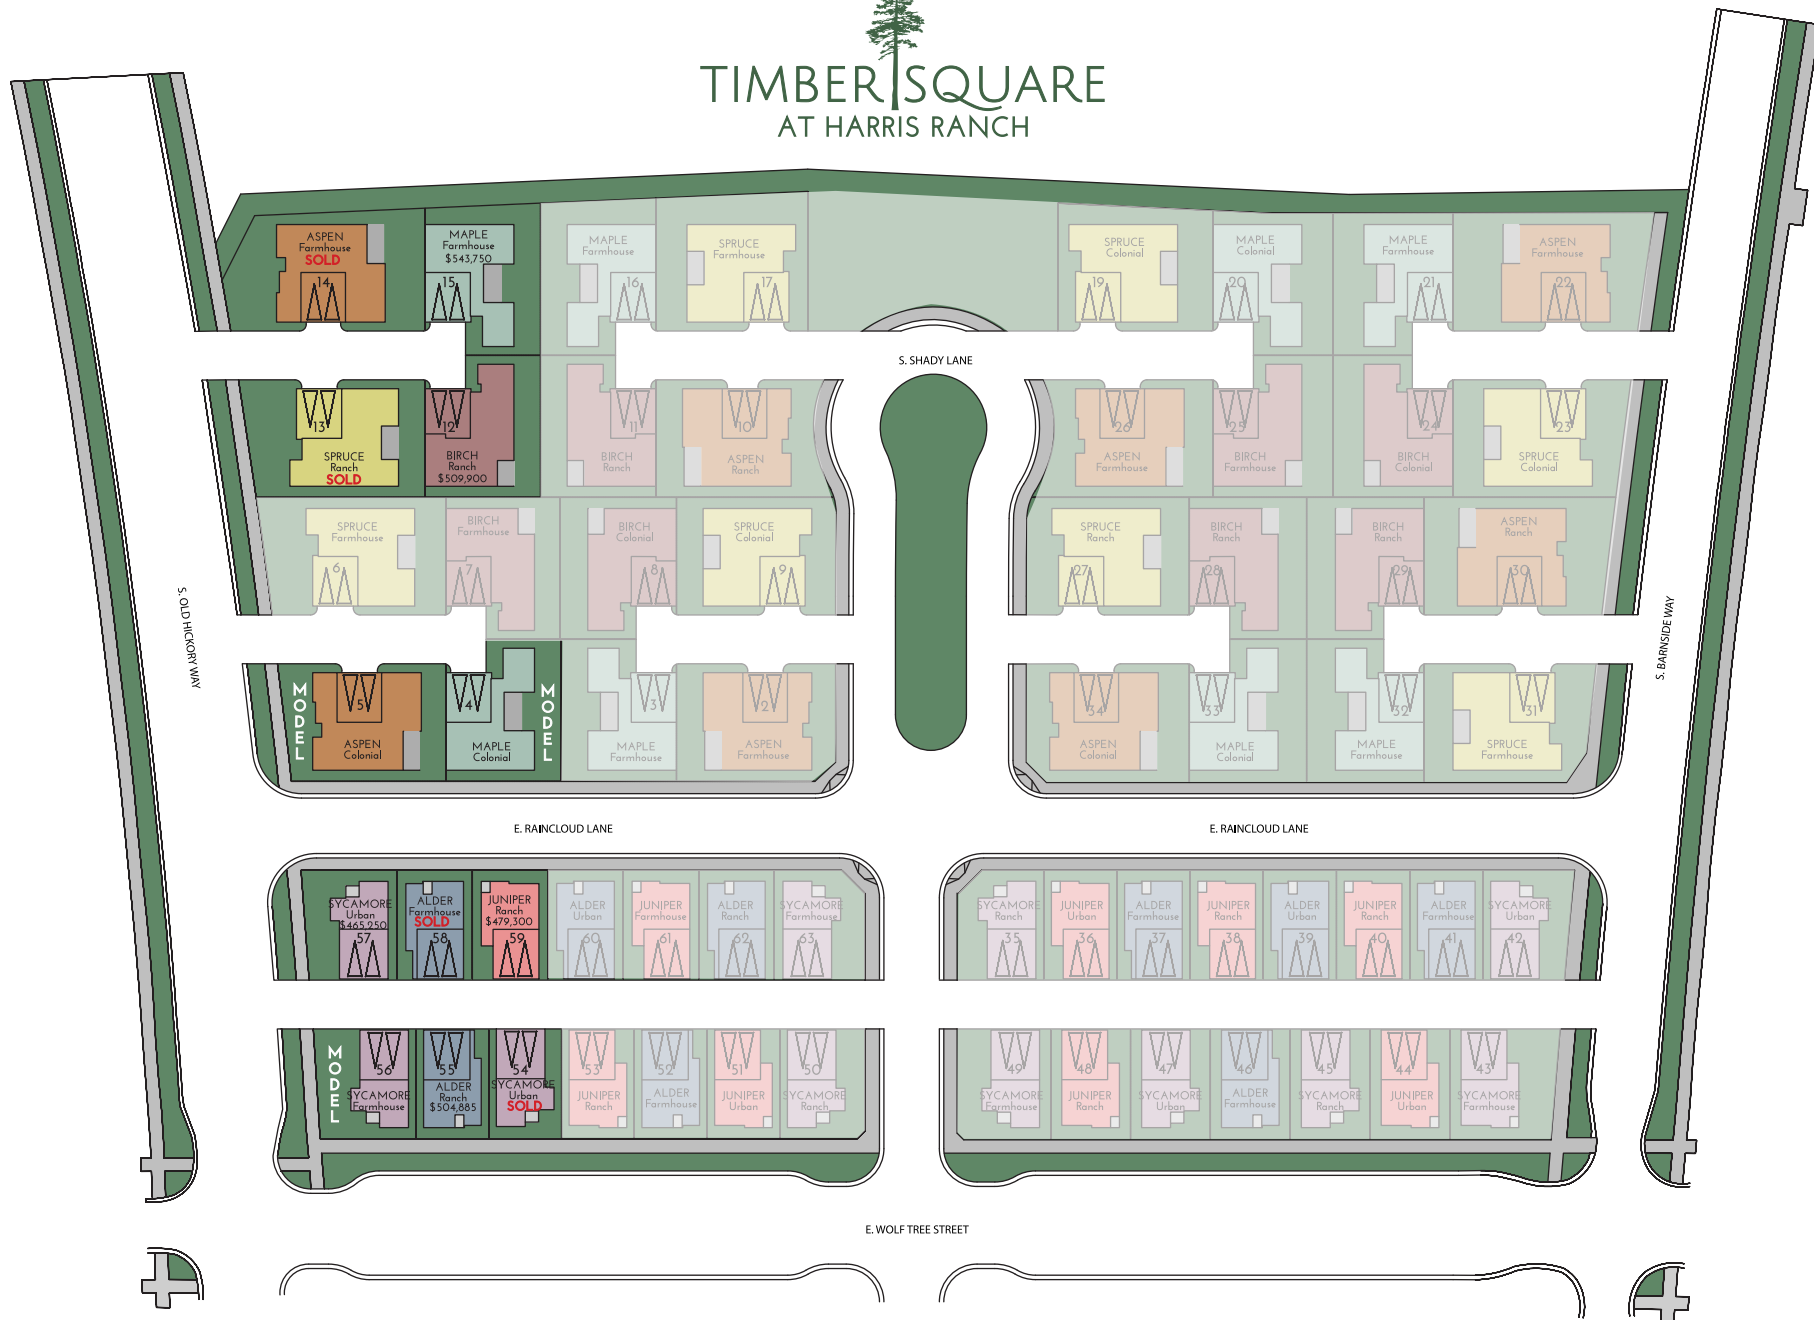 TIMBER SQUARE
AT HARRIS RANCH
ASPEN
Farmhouse
SOLD
14
MAPLE
Farmhouse
$543,750
15
MAPLE
Farmhouse
16
SPRUCE
Farmhouse
17
SPRUCE
Colonial
19
MAPLE
Colonial
20
MAPLE
Farmhouse
21
ASPEN
Farmhouse
22
S. SHADY LANE
13
SPRUCE
Ranch
SOLD
12
BIRCH
Ranch
$509,900
11
BIRCH
Ranch
10
ASPEN
Ranch
26
ASPEN
Farmhouse
25
BIRCH
Farmhouse
24
BIRCH
Colonial
23
SPRUCE
Colonial
SPRUCE
Farmhouse
6
BIRCH
Farmhouse
7
BIRCH
Colonial
8
SPRUCE
Colonial
9
SPRUCE
Ranch
27
BIRCH
Ranch
28
BIRCH
Ranch
29
ASPEN
Ranch
30
S. OLD HICKORY WAY
S. BARNSIDE WAY
MODEL
5
ASPEN
Colonial
4
MAPLE
Colonial
MODEL
3
MAPLE
Farmhouse
2
ASPEN
Farmhouse
34
ASPEN
Colonial
33
MAPLE
Colonial
32
MAPLE
Farmhouse
31
SPRUCE
Farmhouse
E. RAINCLOUD LANE
E. RAINCLOUD LANE
SYCAMORE
Urban
$465,250
57
ALDER
Farmhouse
SOLD
58
JUNIPER
Ranch
$479,300
59
ALDER
Urban
60
JUNIPER
Farmhouse
61
ALDER
Ranch
62
SYCAMORE
Farmhouse
63
SYCAMORE
Ranch
35
JUNIPER
Urban
36
ALDER
Farmhouse
37
JUNIPER
Ranch
38
ALDER
Urban
39
JUNIPER
Ranch
40
ALDER
Farmhouse
41
SYCAMORE
Urban
42
MODEL
56
SYCAMORE
Farmhouse
55
ALDER
Ranch
$504,885
54
SYCAMORE
Urban
SOLD
53
JUNIPER
Ranch
52
ALDER
Farmhouse
51
JUNIPER
Urban
50
SYCAMORE
Ranch
49
SYCAMORE
Farmhouse
48
JUNIPER
Ranch
47
SYCAMORE
Urban
46
ALDER
Farmhouse
45
SYCAMORE
Ranch
44
JUNIPER
Urban
43
SYCAMORE
Farmhouse
E. WOLF TREE STREET